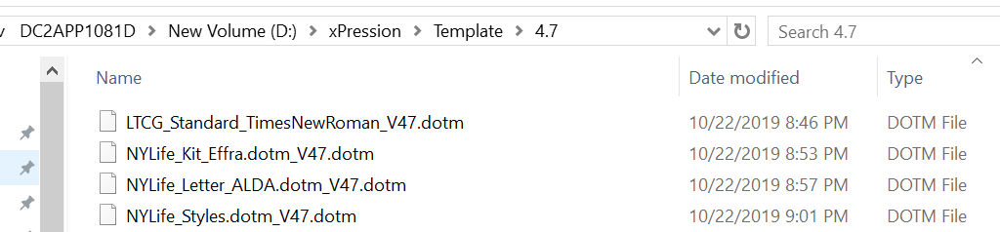 DC2APP1081D > New Volume (D:) > xPression > Template > 4.7 Search 4.7
Name Date modified Type
LTCG_Standard_TimesNewRoman_V47.dotm 10/22/2019 8:46 PM DOTM File
NYLife_Kit_Effra.dotm_V47.dotm 10/22/2019 8:53 PM DOTM File
NYLife_Letter_ALDA.dotm_V47.dotm 10/22/2019 8:57 PM DOTM File
NYLife_Styles.dotm_V47.dotm 10/22/2019 9:01 PM DOTM File